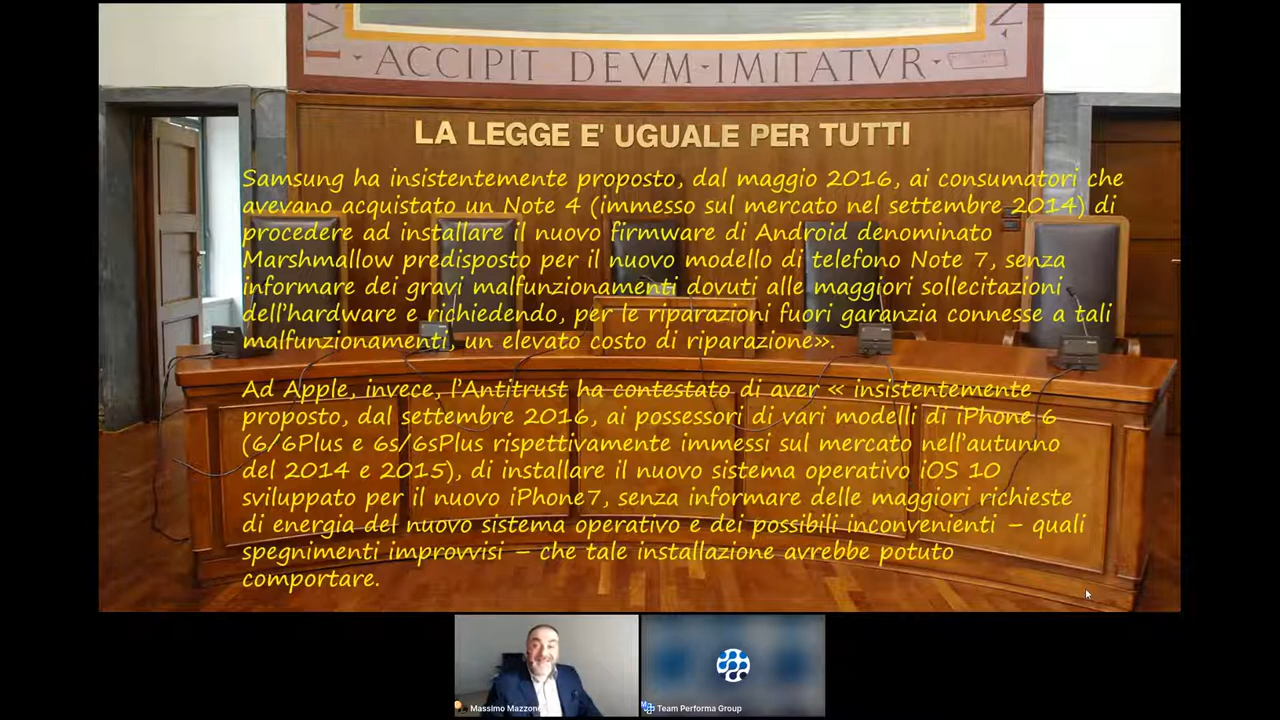 ACCIPIT DEVM·IMITATVR
LA LEGGE E' UGUALE PER TUTTI
Samsung ha insistentemente proposto, dal maggio 2016, ai consumatori che
avevano acquistato un Note 4 (immesso sul mercato nel settembre 2014) di
procedere ad installare il nuovo firmware di Android denominato
Marshmallow predisposto per il nuovo modello di telefono Note 7, senza
informare dei gravi malfunzionamenti dovuti alle maggiori sollecitazioni
dell'hardware e richiedendo, per le riparazioni fuori garanzia connesse a tali
malfunzionamenti, un elevato costo di riparazione».
Ad Apple, invece, l'Antitrust ha contestato di aver « insistentemente
proposto, dal settembre 2016, ai possessori di vari modelli di iPhone 6
(6/6Plus e 6s/6sPlus rispettivamente immessi sul mercato nell'autunno
del 2014 e 2015), di installare il nuovo sistema operativo iOS 10
sviluppato per il nuovo iPhone7, senza informare delle maggiori richieste
di energia del nuovo sistema operativo e dei possibili inconvenienti – quali
spegnimenti improvvisi – che tale installazione avrebbe potuto
comportare.
Massimo Mazzon
Team Performa Group